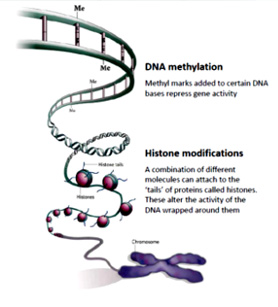 Me
Me
DNA methylation
Methyl marks added to certain DNA
bases repress gene activity
Me
Me
Histone modifications
Histone tails
A combination of different
molecules can attach to the
'tails' of proteins called histones.
These alter the activity of the
DNA wrapped around them
Histones
Chromosome